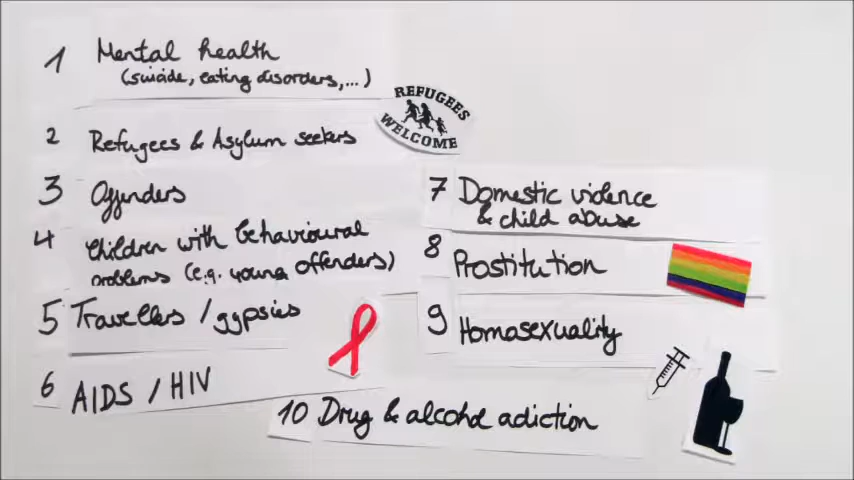 1 Mental health
(suicide, eating disorders,...)
REFUGEES
WELCOME
2 Refugees & Asylum seekers
3 Offenders
4 Children with behavioural
problems (e.g. young offenders)
5 Travellers / gypsies
6 AIDS / HIV
7 Domestic violence
& child abuse
8 Prostitution
9 Homosexuality
10 Drug & alcohol adiction